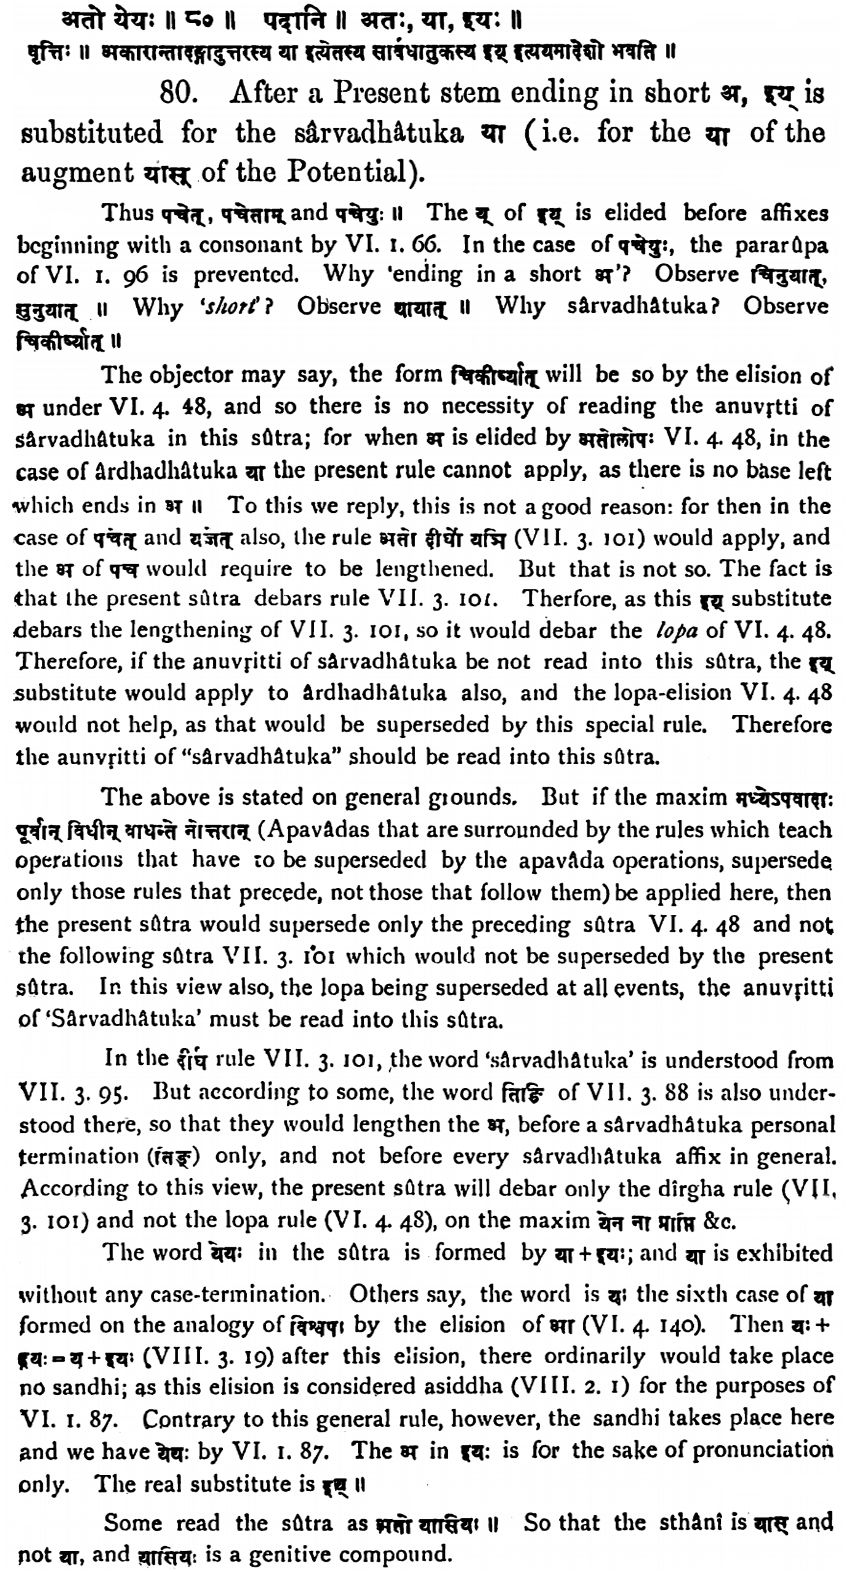 अतो येयः ॥ ८० ॥ पदानि ॥ अतः, या, इयः ॥
वृत्तिः ॥ अकारान्तादङ्गादुत्तरस्य या इत्येतस्य सार्वधातुकस्य इय् इत्ययमादेशो भवति ॥
80. After a Present stem ending in short अ, इय् is
substituted for the sârvadhâtuka या (i.e. for the या of the
augment यास् of the Potential).
Thus पचेत्, पचेताम् and पचेयुः ॥ The य् of इय् is elided before affixes
beginning with a consonant by VI. 1. 66. In the case of पचेयुः, the pararûpa
of VI. 1. 96 is prevented. Why 'ending in a short अ'? Observe चिनुयात्,
सुनुयात् ॥ Why 'short'? Observe यायात् ॥ Why sârvadhâtuka? Observe
चिकीर्ष्यात् ॥
The objector may say, the form चिकीर्ष्यात् will be so by the elision of
अ under VI. 4. 48, and so there is no necessity of reading the anuvṛtti of
sârvadhâtuka in this sûtra; for when अ is elided by अतोलोपः VI. 4. 48, in the
case of ârdhadhâtuka या the present rule cannot apply, as there is no base left
which ends in अ ॥ To this we reply, this is not a good reason: for then in the
case of पचेत् and यजेत् also, the rule अतो दीर्घो यञि (VII. 3. 101) would apply, and
the अ of पच would require to be lengthened. But that is not so. The fact is
that the present sûtra debars rule VII. 3. 101. Therfore, as this इय् substitute
debars the lengthening of VII. 3. 101, so it would debar the lopa of VI. 4. 48.
Therefore, if the anuvṛitti of sârvadhâtuka be not read into this sûtra, the इय्
substitute would apply to ârdhadhâtuka also, and the lopa-elision VI. 4. 48
would not help, as that would be superseded by this special rule. Therefore
the aunvṛitti of "sârvadhâtuka" should be read into this sûtra.
The above is stated on general grounds. But if the maxim मध्येऽपवादाः
पूर्वान् विधीन् वाधन्ते नोत्तरान् (Apavâdas that are surrounded by the rules which teach
operations that have to be superseded by the apavâda operations, supersede
only those rules that precede, not those that follow them) be applied here, then
the present sûtra would supersede only the preceding sûtra VI. 4. 48 and not
the following sûtra VII. 3. 101 which would not be superseded by the present
sûtra. In this view also, the lopa being superseded at all events, the anuvṛitti
of 'Sârvadhâtuka' must be read into this sûtra.
In the दीर्घ rule VII. 3. 101, the word 'sârvadhâtuka' is understood from
VII. 3. 95. But according to some, the word तिङि of VII. 3. 88 is also under-
stood there, so that they would lengthen the अ, before a sârvadhâtuka personal
termination (तिङ्) only, and not before every sârvadhâtuka affix in general.
According to this view, the present sûtra will debar only the dîrgha rule (VII.
3. 101) and not the lopa rule (VI. 4. 48), on the maxim येन ना प्राप्ति &c.
The word येयः in the sûtra is formed by या + इयः; and या is exhibited
without any case-termination. Others say, the word is यः the sixth case of या
formed on the analogy of विश्वपः by the elision of आ (VI. 4. 140). Then यः +
इयः = य + इयः (VIII. 3. 19) after this elision, there ordinarily would take place
no sandhi; as this elision is considered asiddha (VIII. 2. 1) for the purposes of
VI. 1. 87. Contrary to this general rule, however, the sandhi takes place here
and we have येयः by VI. 1. 87. The अ in इयः is for the sake of pronunciation
only. The real substitute is इय् ॥
Some read the sûtra as अतो यासियः ॥ So that the sthânî is यास् and
not या, and यासियः is a genitive compound.